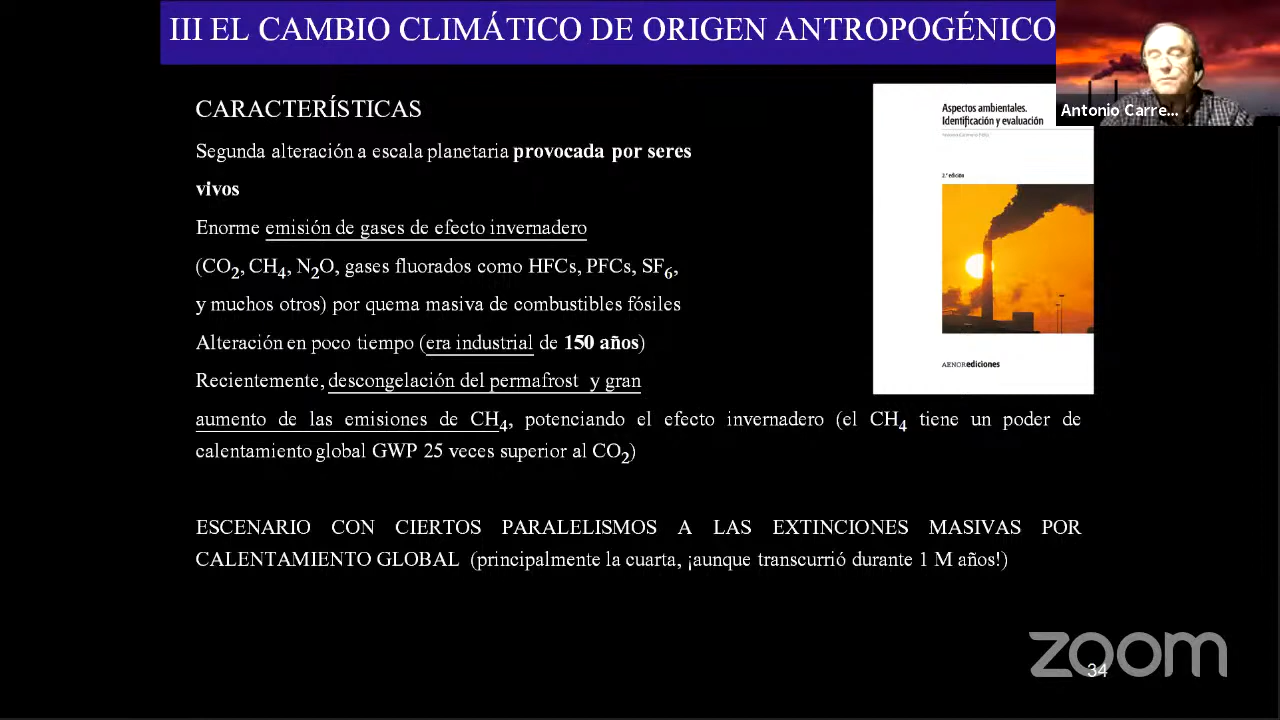 III EL CAMBIO CLIMÁTICO DE ORIGEN ANTROPOGÉNICO
Antonio Carre...
CARACTERÍSTICAS
Segunda alteración a escala planetaria provocada por seres
vivos
Enorme emisión de gases de efecto invernadero
(CO2, CH4, N2O, gases fluorados como HFCs, PFCs, SF6,
y muchos otros) por quema masiva de combustibles fósiles
Alteración en poco tiempo (era industrial de 150 años)
Recientemente, descongelación del permafrost y gran
aumento de las emisiones de CH4, potenciando el efecto invernadero (el CH4 tiene un poder de
calentamiento global GWP 25 veces superior al CO2)
ESCENARIO CON CIERTOS PARALELISMOS A LAS EXTINCIONES MASIVAS POR
CALENTAMIENTO GLOBAL (principalmente la cuarta, ¡aunque transcurrió durante 1 M años!)
Aspectos ambientales.
Identificación y evaluación
2.ª edición
AENORediciones
zoom
34